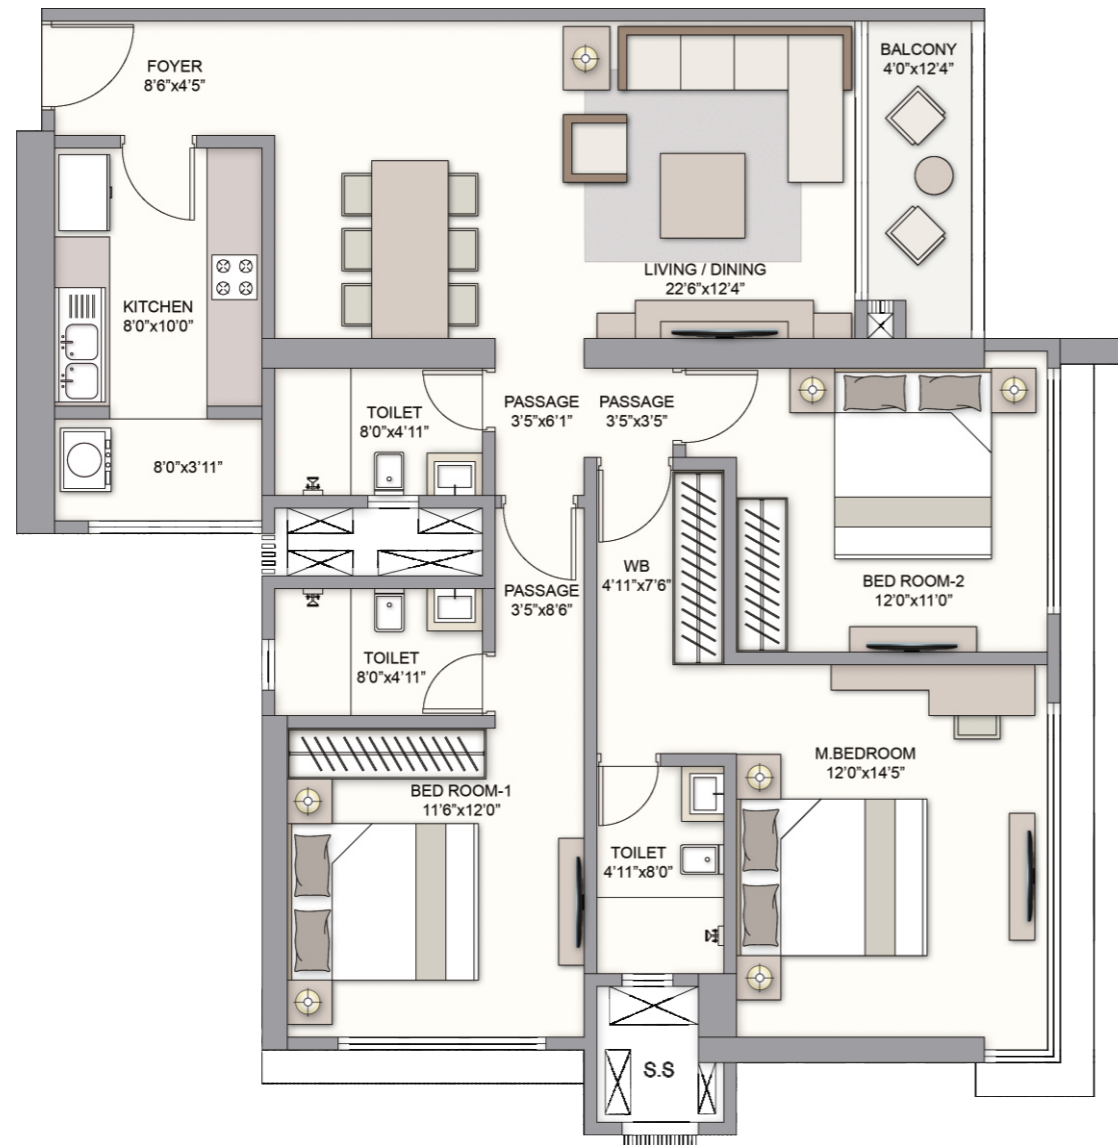 FOYER
8’6”x4’5”
BALCONY
4’0”x12’4”
LIVING / DINING
22’6”x12’4”
KITCHEN
8’0”x10’0”
8’0”x3’11”
TOILET
8’0”x4’11”
PASSAGE
3’5”x6’1”
PASSAGE
3’5”x3’5”
WB
4’11”x7’6”
BED ROOM-2
12’0”x11’0”
PASSAGE
3’5”x8’6”
TOILET
8’0”x4’11”
BED ROOM-1
11’6”x12’0”
M.BEDROOM
12’0”x14’5”
TOILET
4’11”x8’0”
S.S